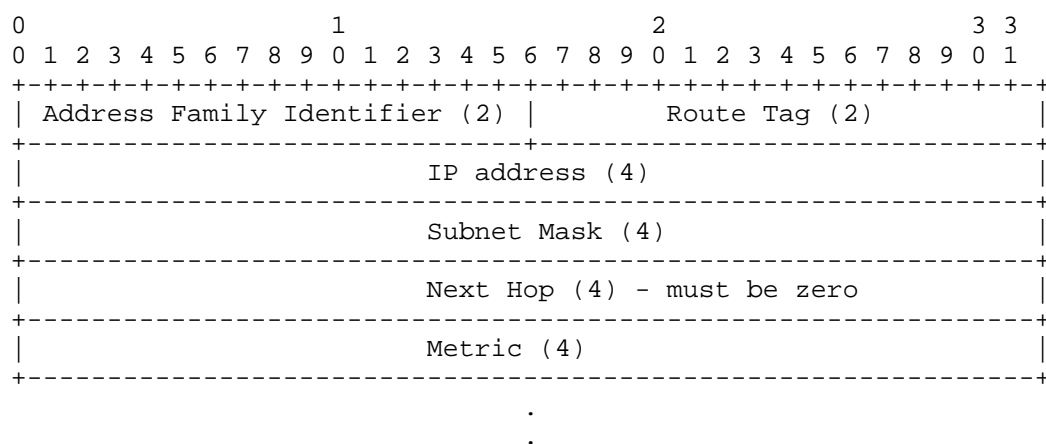 0                   1                   2                   3 3
0 1 2 3 4 5 6 7 8 9 0 1 2 3 4 5 6 7 8 9 0 1 2 3 4 5 6 7 8 9 0 1
+-+-+-+-+-+-+-+-+-+-+-+-+-+-+-+-+-+-+-+-+-+-+-+-+-+-+-+-+-+-+-+-+
| Address Family Identifier (2) |        Route Tag (2)          |
+-------------------------------+-------------------------------+
|                         IP address (4)                        |
+---------------------------------------------------------------+
|                         Subnet Mask (4)                       |
+---------------------------------------------------------------+
|                         Next Hop (4) - must be zero           |
+---------------------------------------------------------------+
|                         Metric (4)                            |
+---------------------------------------------------------------+
.
.